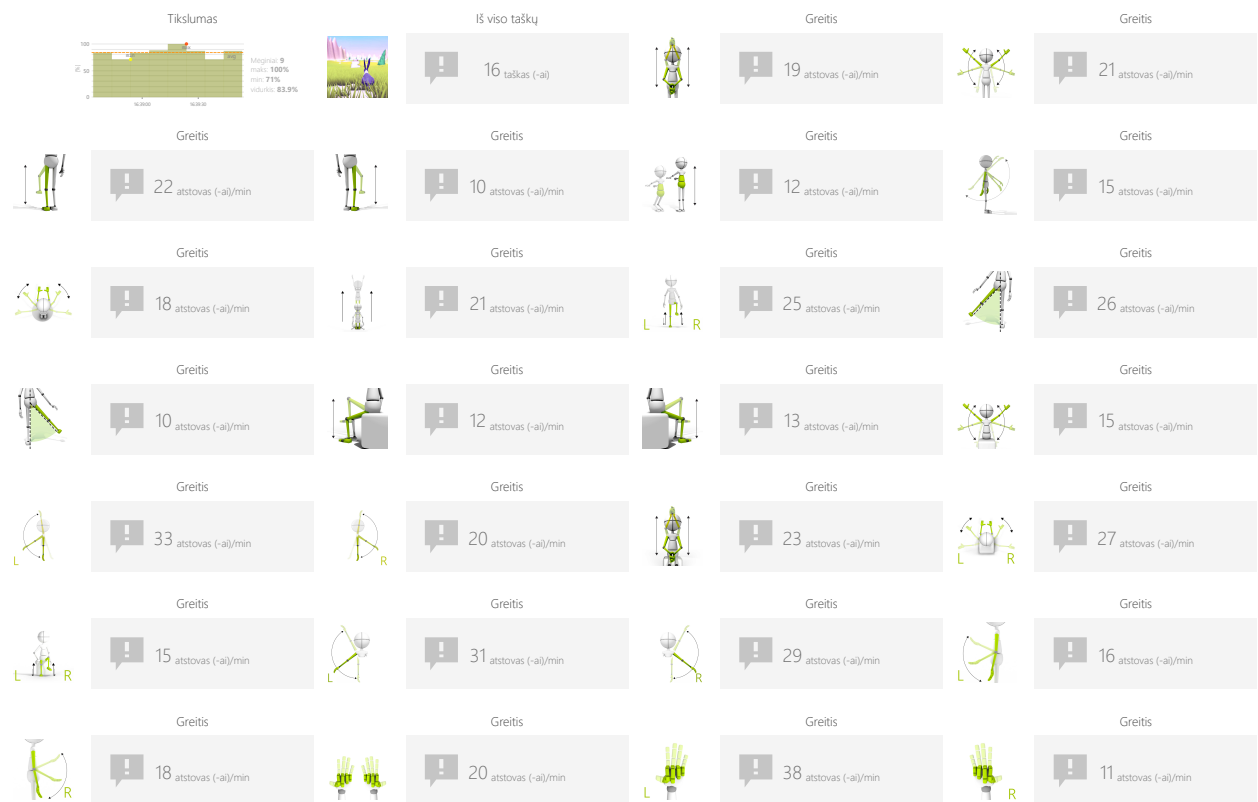 Tikslumas
100
50
0
[%]
16:09:00
16:09:30
Mėginiai: 9
maks: 100%
min: 71%
vidurkis: 83.9%
Iš viso taškų
16 taškas (-ai)
Greitis
19 atstovas (-ai)/min
Greitis
21 atstovas (-ai)/min
Greitis
22 atstovas (-ai)/min
Greitis
10 atstovas (-ai)/min
Greitis
12 atstovas (-ai)/min
Greitis
15 atstovas (-ai)/min
Greitis
18 atstovas (-ai)/min
Greitis
21 atstovas (-ai)/min
Greitis
L R
25 atstovas (-ai)/min
Greitis
26 atstovas (-ai)/min
Greitis
10 atstovas (-ai)/min
Greitis
12 atstovas (-ai)/min
Greitis
13 atstovas (-ai)/min
Greitis
15 atstovas (-ai)/min
Greitis
L
33 atstovas (-ai)/min
Greitis
R
20 atstovas (-ai)/min
Greitis
23 atstovas (-ai)/min
Greitis
L R
27 atstovas (-ai)/min
Greitis
L R
15 atstovas (-ai)/min
Greitis
L
31 atstovas (-ai)/min
Greitis
R
29 atstovas (-ai)/min
Greitis
L
16 atstovas (-ai)/min
Greitis
R
18 atstovas (-ai)/min
Greitis
20 atstovas (-ai)/min
Greitis
L
38 atstovas (-ai)/min
Greitis
R
11 atstovas (-ai)/min